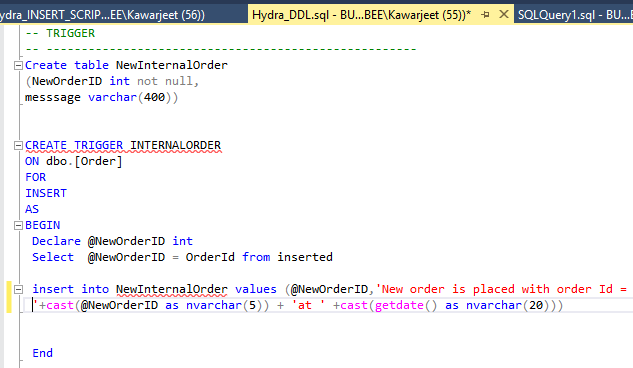 ydra_INSERT_SCRIP...EE\Kawarjeet (56)) Hydra_DDL.sql - BU...BEE\Kawarjeet (55))* SQLQuery1.sql - BU...B
-- TRIGGER
-- ----------------------------------------------------
Create table NewInternalOrder
(NewOrderID int not null,
messsage varchar(400))
CREATE TRIGGER INTERNALORDER
ON dbo.[Order]
FOR
INSERT
AS
BEGIN
Declare @NewOrderID int
Select @NewOrderID = OrderId from inserted
insert into NewInternalOrder values (@NewOrderID,'New order is placed with order Id =
'+cast(@NewOrderID as nvarchar(5)) + 'at ' +cast(getdate() as nvarchar(20)))
End